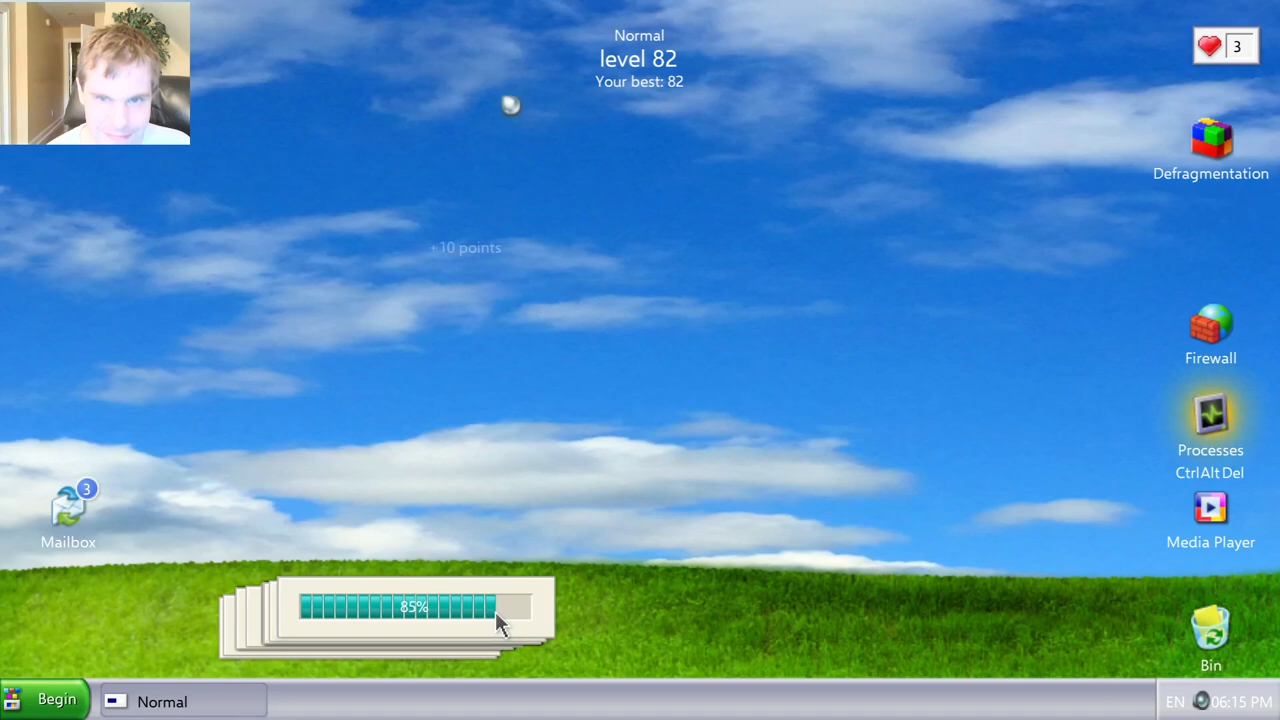 Normal
level 82
Your best: 82
3
Defragmentation
+10 points
Firewall
Processes
CtrlAltDel
3
Mailbox
Media Player
85%
Bin
Begin
Normal
EN
06:15 PM